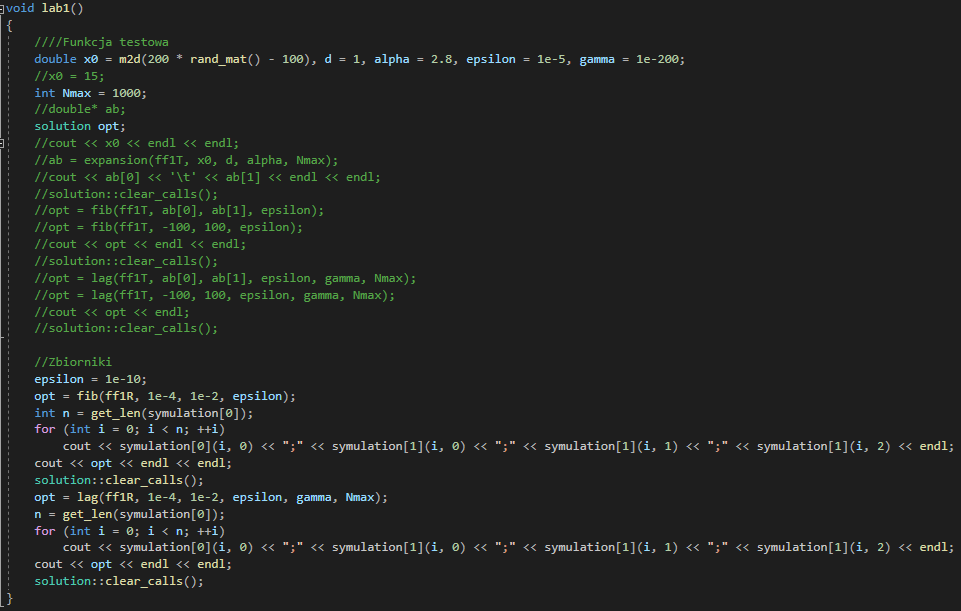 void lab1()
{
////Funkcja testowa
double x0 = m2d(200 * rand_mat() - 100), d = 1, alpha = 2.8, epsilon = 1e-5, gamma = 1e-200;
//x0 = 15;
int Nmax = 1000;
//double* ab;
solution opt;
//cout << x0 << endl << endl;
//ab = expansion(ff1T, x0, d, alpha, Nmax);
//cout << ab[0] << '\t' << ab[1] << endl << endl;
//solution::clear_calls();
//opt = fib(ff1T, ab[0], ab[1], epsilon);
//opt = fib(ff1T, -100, 100, epsilon);
//cout << opt << endl << endl;
//solution::clear_calls();
//opt = lag(ff1T, ab[0], ab[1], epsilon, gamma, Nmax);
//opt = lag(ff1T, -100, 100, epsilon, gamma, Nmax);
//cout << opt << endl;
//solution::clear_calls();
//Zbiorniki
epsilon = 1e-10;
opt = fib(ff1R, 1e-4, 1e-2, epsilon);
int n = get_len(symulation[0]);
for (int i = 0; i < n; ++i)
cout << symulation[0](i, 0) << ";" << symulation[1](i, 0) << ";" << symulation[1](i, 1) << ";" << symulation[1](i, 2) << endl;
cout << opt << endl << endl;
solution::clear_calls();
opt = lag(ff1R, 1e-4, 1e-2, epsilon, gamma, Nmax);
n = get_len(symulation[0]);
for (int i = 0; i < n; ++i)
cout << symulation[0](i, 0) << ";" << symulation[1](i, 0) << ";" << symulation[1](i, 1) << ";" << symulation[1](i, 2) << endl;
cout << opt << endl << endl;
solution::clear_calls();
}